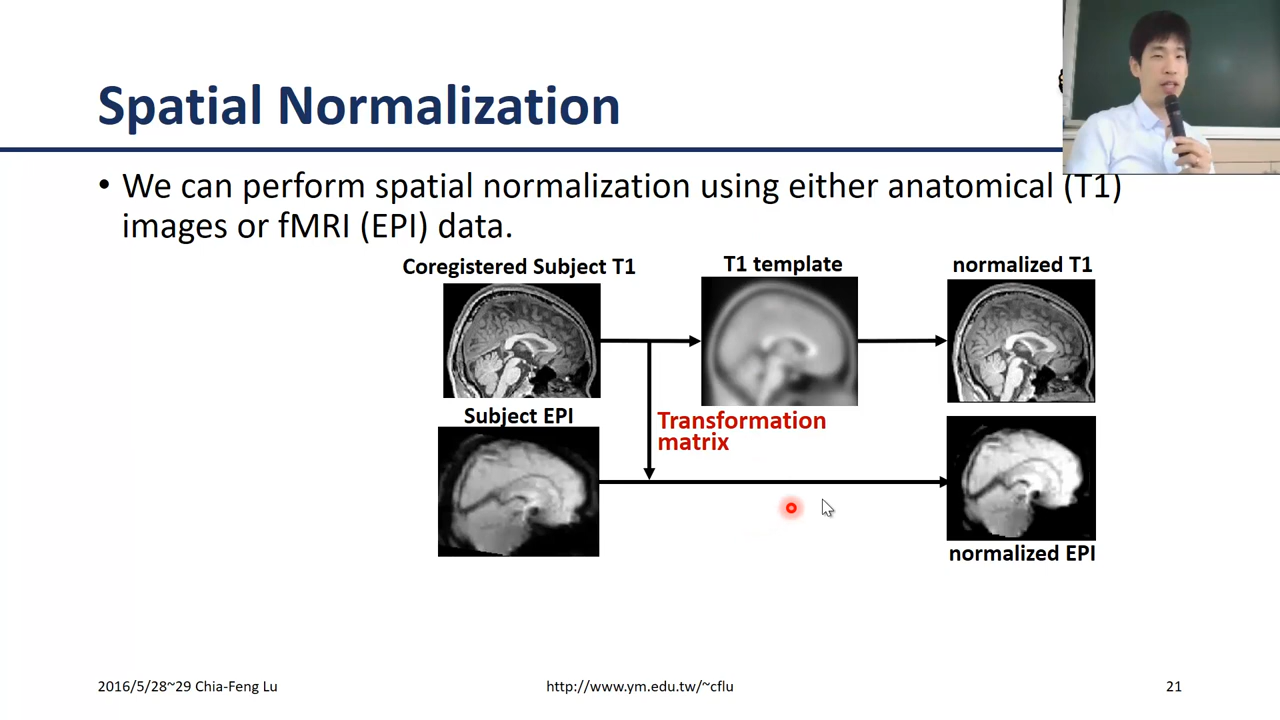 Spatial Normalization
• We can perform spatial normalization using either anatomical (T1)
images or fMRI (EPI) data.
Coregistered Subject T1
T1 template
normalized T1
Subject EPI
Transformation
matrix
normalized EPI
2016/5/28~29 Chia-Feng Lu
http://www.ym.edu.tw/~cflu
21